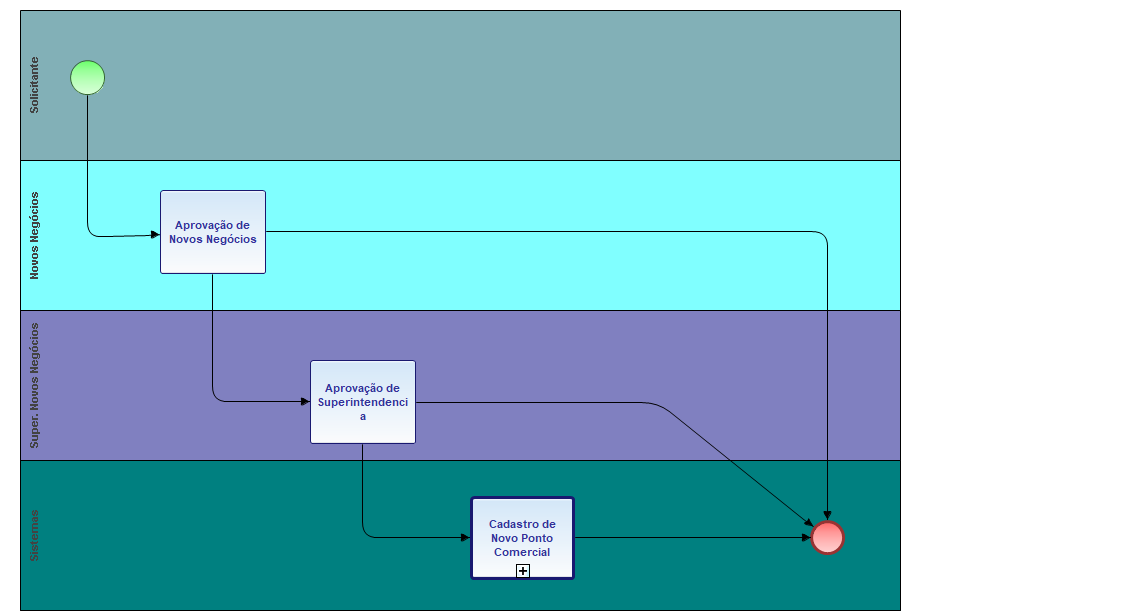 Solicitante
Novos Negócios
Aprovação de
Novos Negócios
Super. Novos Negócios
Aprovação de
Superintendenci
a
Sistemas
Cadastro de
Novo Ponto
Comercial